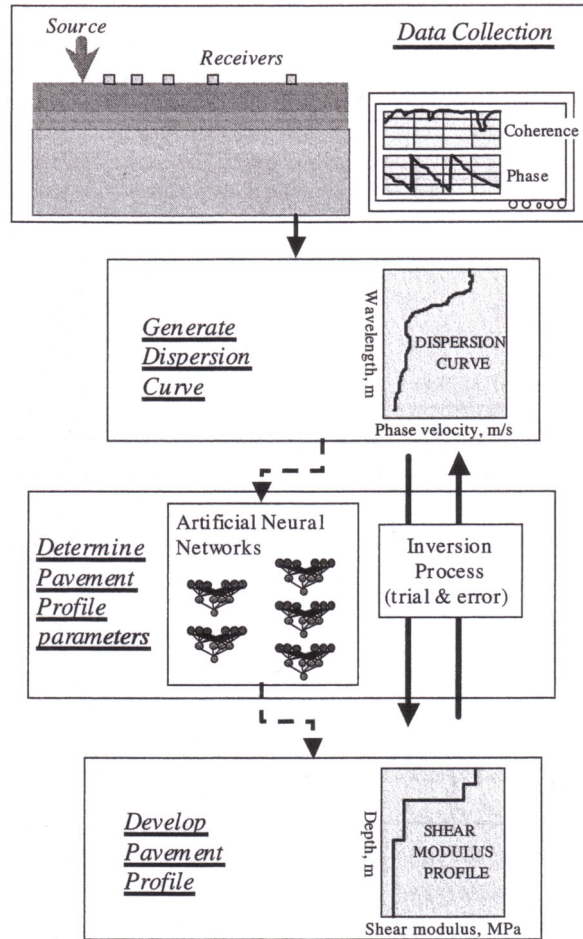 Source
Receivers
Data Collection
Coherence
Phase
Generate
Dispersion
Curve
Wavelength, m
DISPERSION
CURVE
Phase velocity, m/s
Determine
Pavement
Profile
parameters
Artificial Neural
Networks
Inversion
Process
(trial & error)
Develop
Pavement
Profile
Depth, m
SHEAR
MODULUS
PROFILE
Shear modulus, MPa